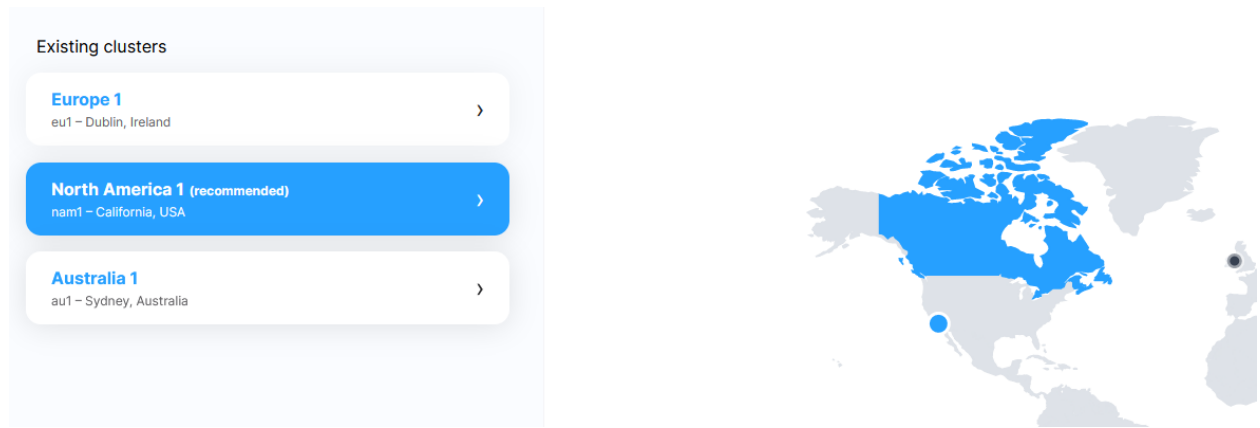 Existing clusters
Europe 1
eu1 – Dublin, Ireland
North America 1 (recommended)
nam1 – California, USA
Australia 1
au1 – Sydney, Australia